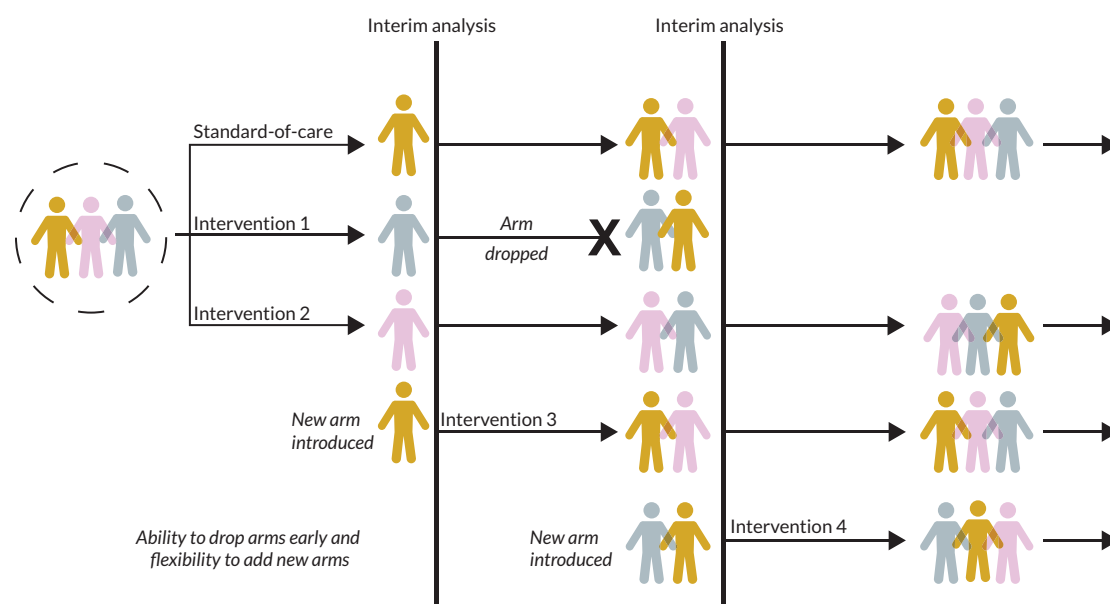 Interim analysis
Interim analysis
Standard-of-care
Intervention 1
Arm
dropped
X
Intervention 2
New arm
introduced
Intervention 3
Ability to drop arms early and
flexibility to add new arms
New arm
introduced
Intervention 4